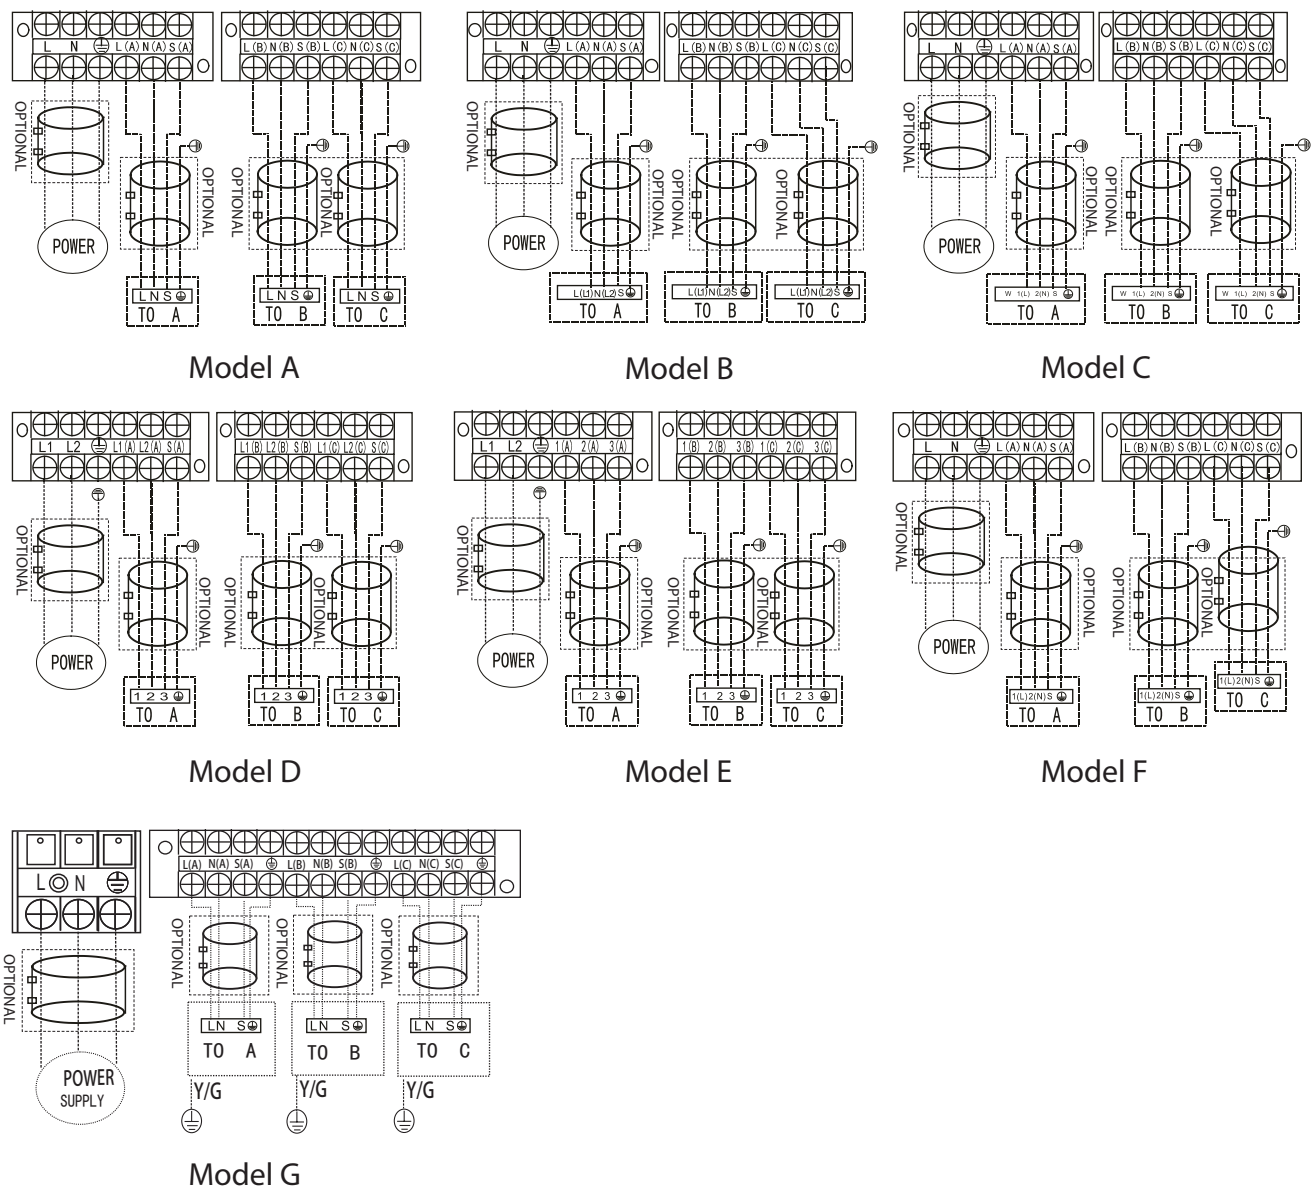 L N L(A) N(A) S(A) L(B) N(B) S(B) L(C) N(C) S(C)
OPTIONAL
OPTIONAL OPTIONAL OPTIONAL
POWER
L N S L N S L N S
TO A TO B TO C
Model A
L N L(A) N(A) S(A) L(B) N(B) S(B) L(C) N(C) S(C)
OPTIONAL
OPTIONAL OPTIONAL OPTIONAL
POWER
L(L1)N(L2)S L(L1)N(L2)S L(L1)N(L2)S
TO A TO B TO C
Model B
L N L(A) N(A) S(A) L(B) N(B) S(B) L(C) N(C) S(C)
OPTIONAL
OPTIONAL OPTIONAL OPTIONAL
POWER
W 1(L) 2(N) S W 1(L) 2(N) S W 1(L) 2(N) S
TO A TO B TO C
Model C
L1 L2 L1(A) L2(A) S(A) L1(B) L2(B) S(B) L1(C) L2(C) S(C)
OPTIONAL
OPTIONAL OPTIONAL OPTIONAL
POWER
1 2 3 1 2 3 1 2 3
TO A TO B TO C
Model D
L1 L2 1(A) 2(A) 3(A) 1(B) 2(B) 3(B) 1(C) 2(C) 3(C)
OPTIONAL
OPTIONAL OPTIONAL OPTIONAL
POWER
1 2 3 1 2 3 1 2 3
TO A TO B TO C
Model E
L N L(A) N(A) S(A) L(B) N(B) S(B) L(C) N(C) S(C)
OPTIONAL
OPTIONAL OPTIONAL OPTIONAL
POWER
1(L)2(N)S 1(L)2(N)S 1(L)2(N)S
TO A TO B TO C
Model F
L N
L(A) N(A) S(A) L(B) N(B) S(B) L(C) N(C) S(C)
OPTIONAL
OPTIONAL OPTIONAL OPTIONAL
POWER
SUPPLY
LN S LN S LN S
TO A TO B TO C
Y/G Y/G Y/G
Model G